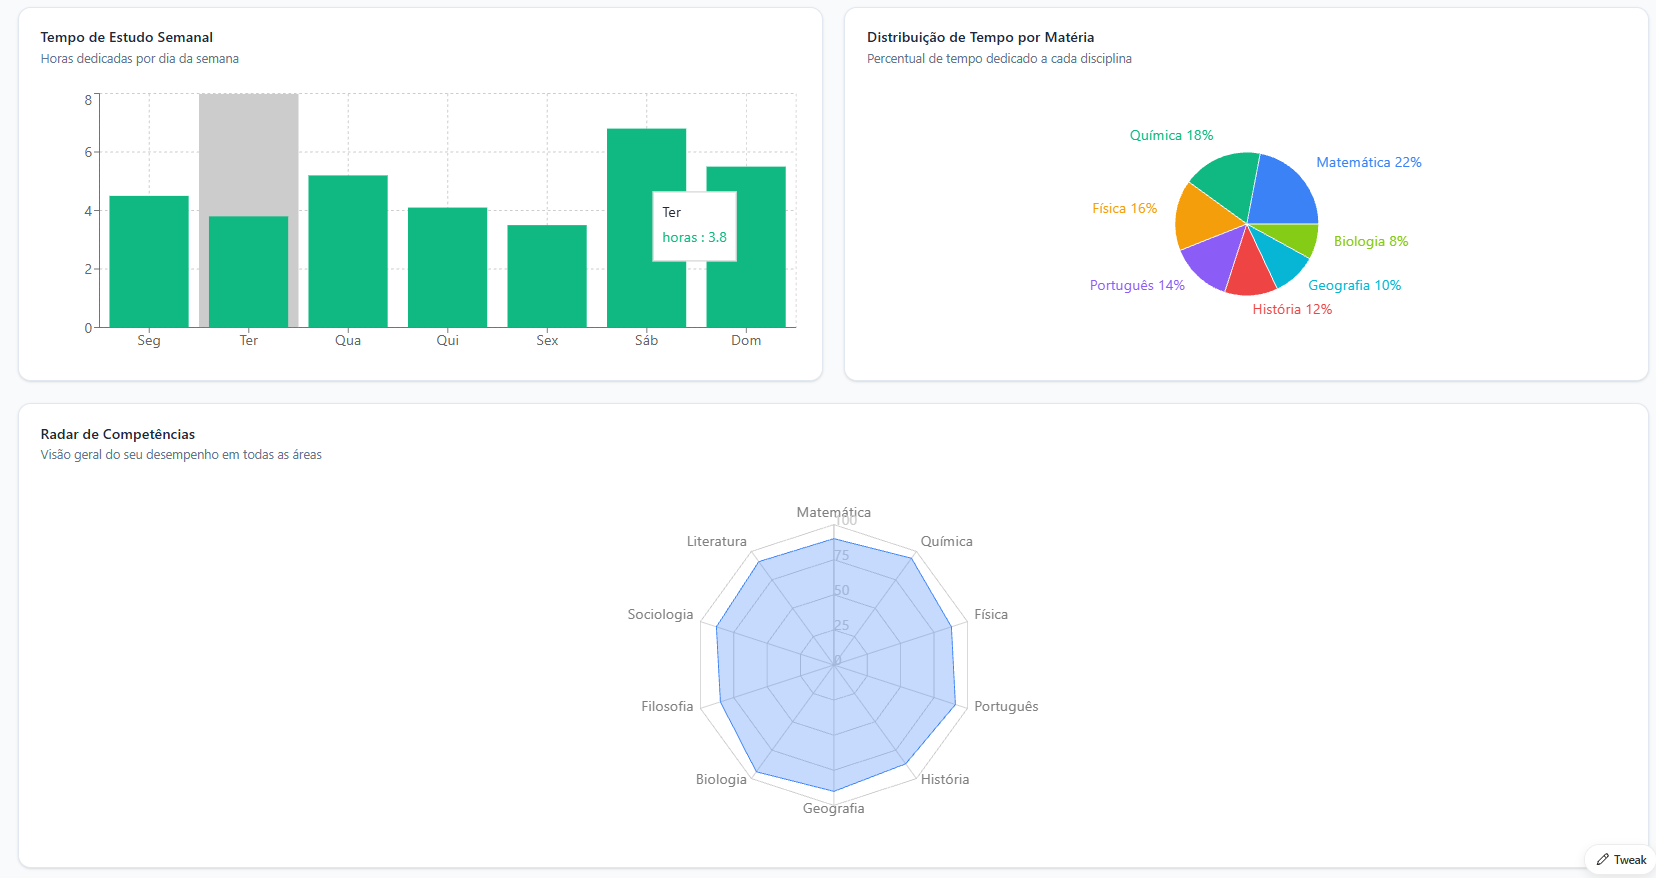 Tempo de Estudo Semanal
Horas dedicadas por dia da semana
8
6
4
2
0
Seg
Ter
Qua
Qui
Sex
Sáb
Dom
Ter
horas : 3.8
Distribuição de Tempo por Matéria
Percentual de tempo dedicado a cada disciplina
Química 18%
Matemática 22%
Física 16%
Biologia 8%
Português 14%
Geografia 10%
História 12%
Radar de Competências
Visão geral do seu desempenho em todas as áreas
Matemática
100
Literatura
Química
75
50
Sociologia
Física
25
0
Filosofia
Português
Biologia
História
Geografia
Tweak